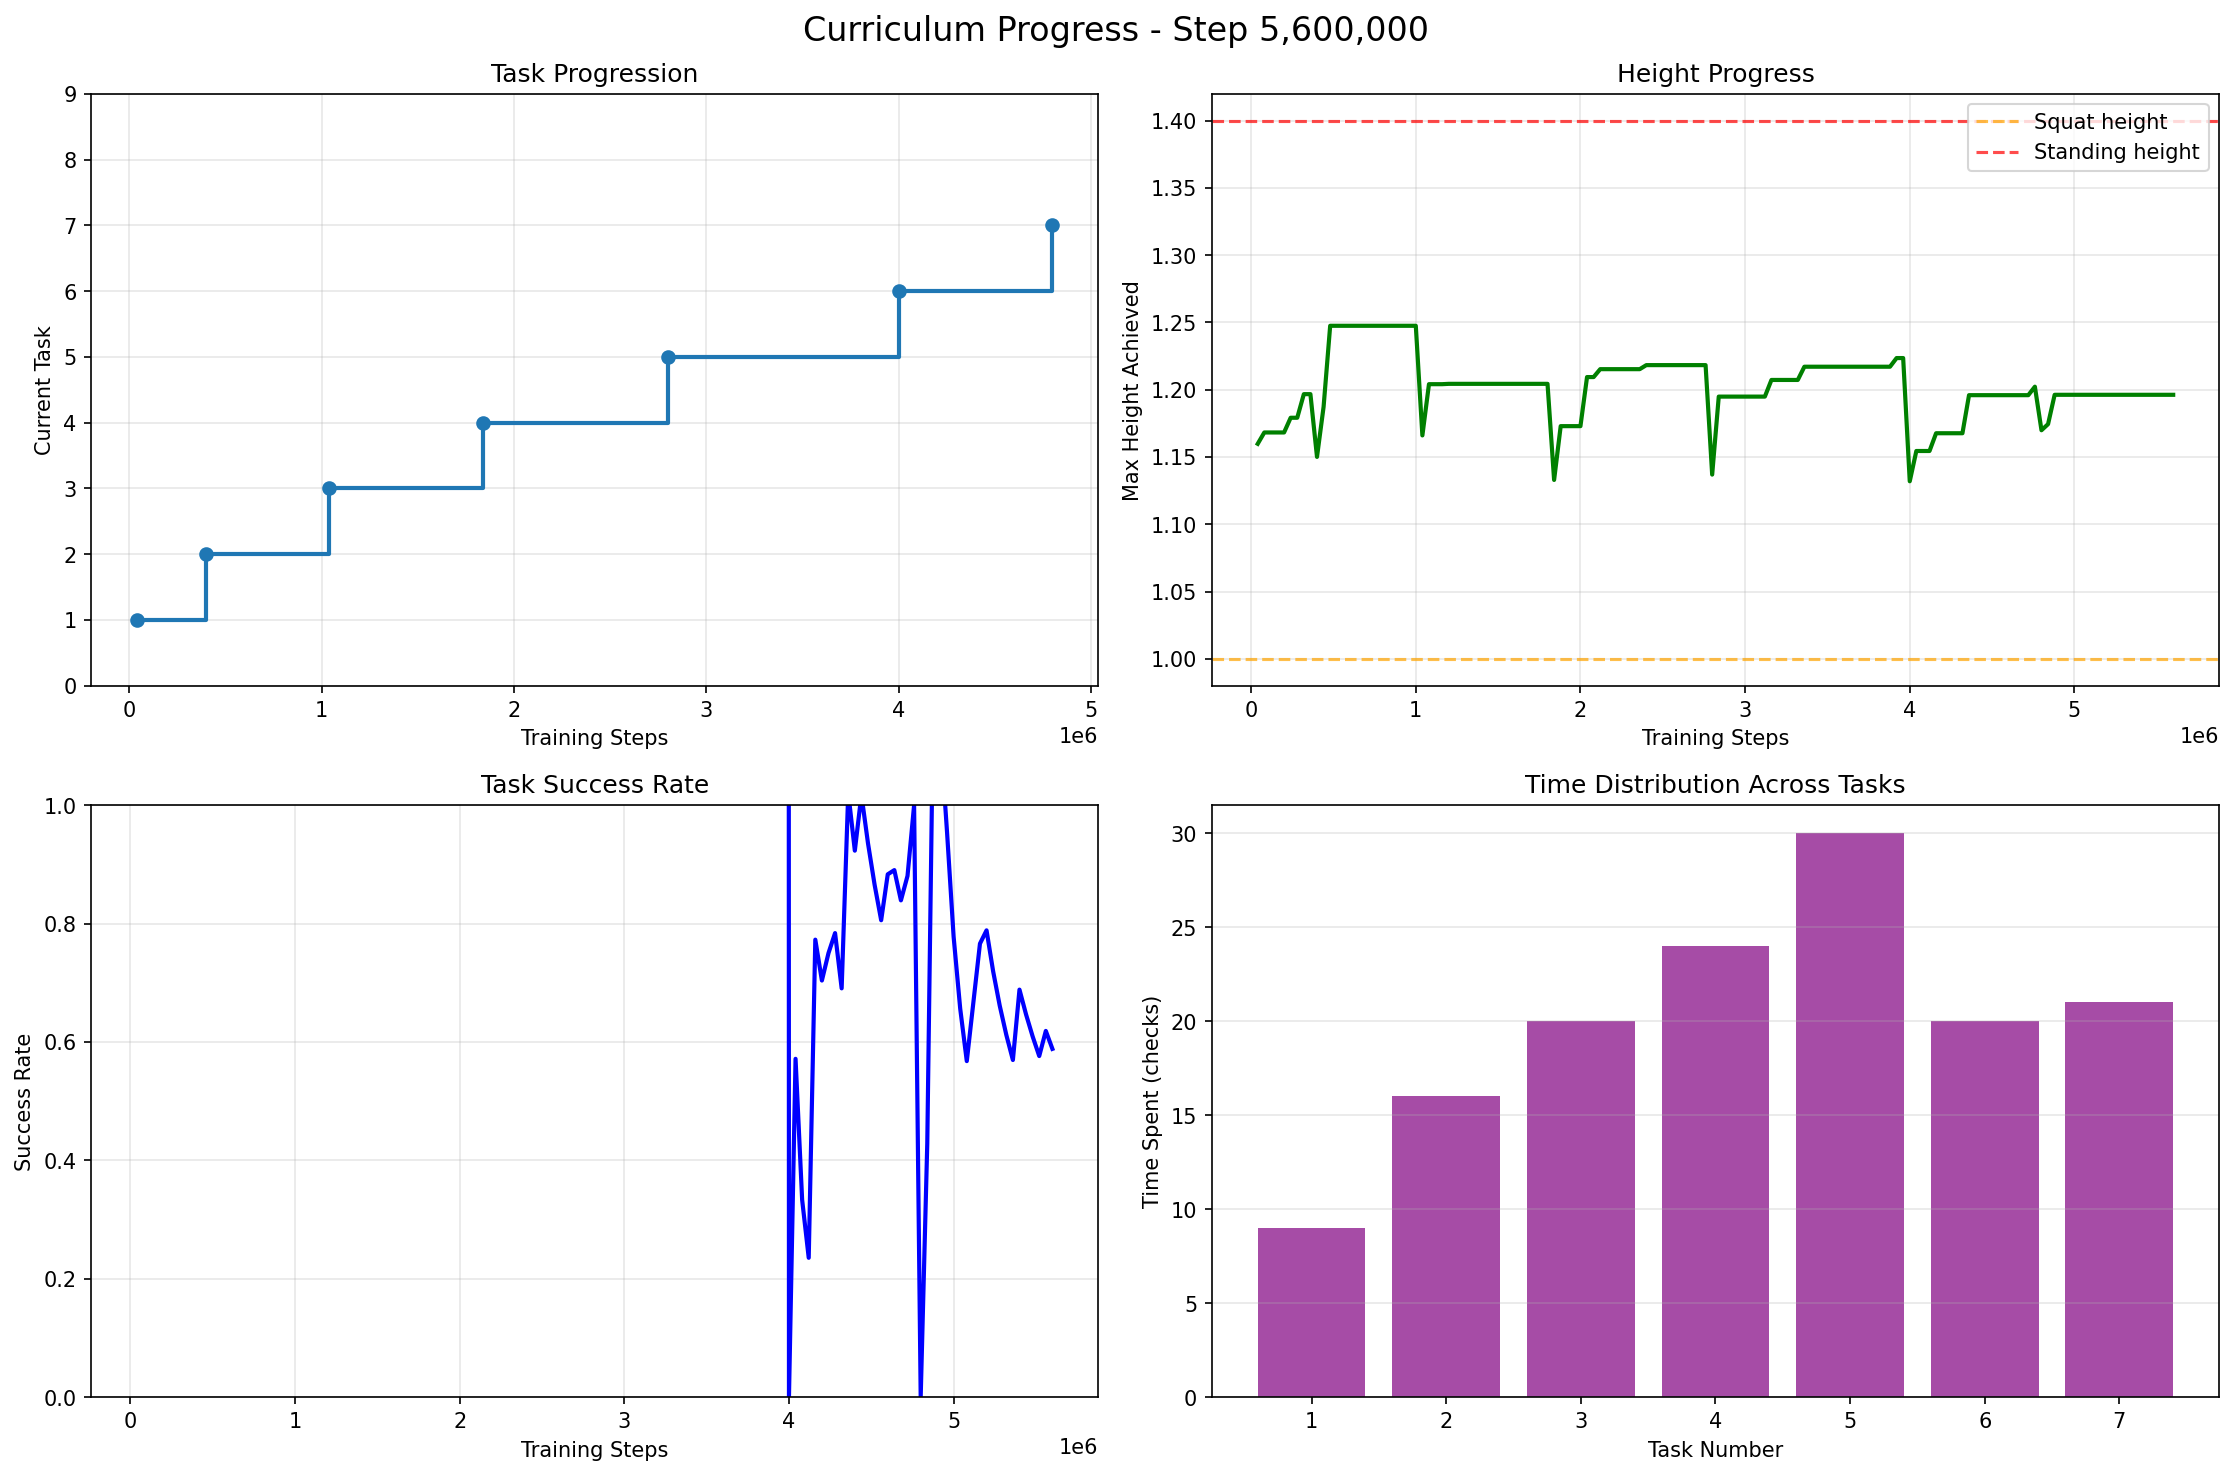 Curriculum Progress - Step 5,600,000
Task Progression
Current Task
9
8
7
6
5
4
3
2
1
0
0 1 2 3 4 5
1e6
Training Steps
Height Progress
Max Height Achieved
1.40
1.35
1.30
1.25
1.20
1.15
1.10
1.05
1.00
Squat height
Standing height
0 1 2 3 4 5
1e6
Training Steps
Task Success Rate
Success Rate
1.0
0.8
0.6
0.4
0.2
0.0
0 1 2 3 4 5
1e6
Training Steps
Time Distribution Across Tasks
Time Spent (checks)
30
25
20
15
10
5
0
1 2 3 4 5 6 7
Task Number